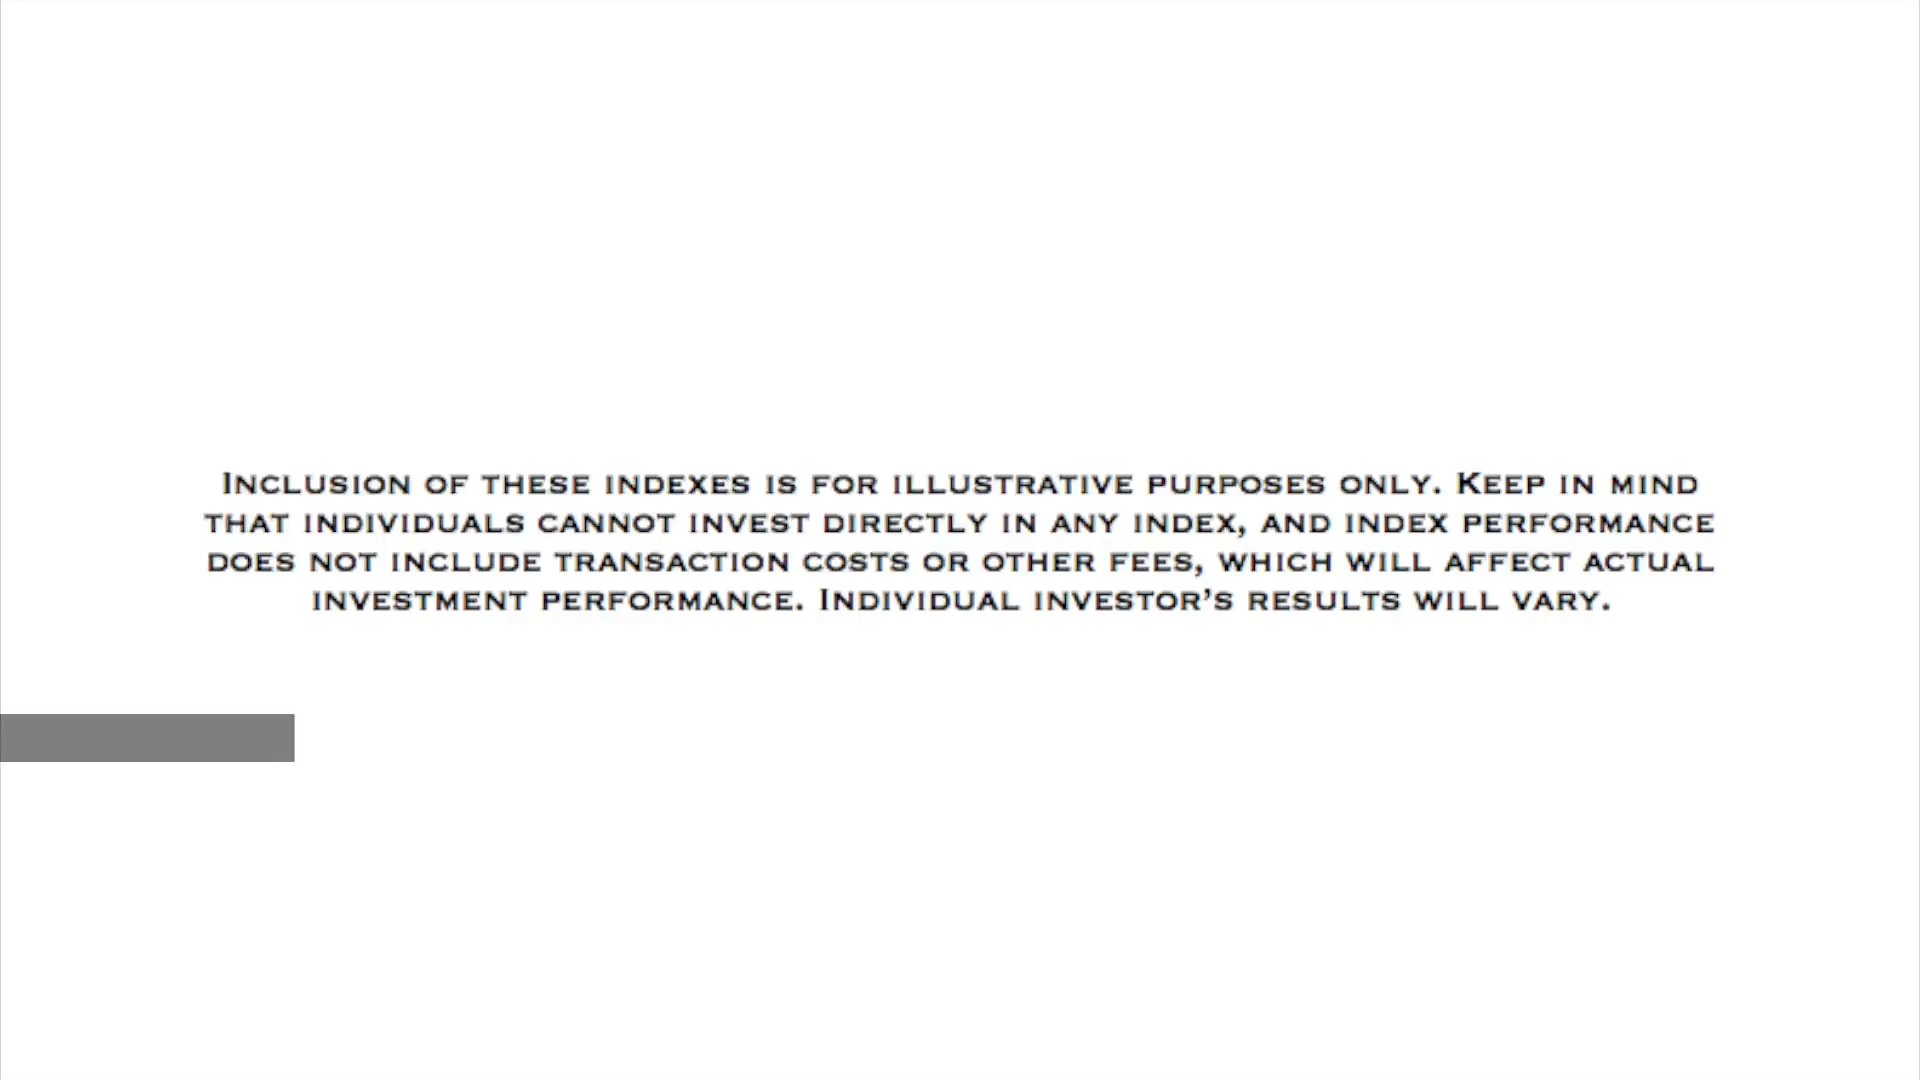 Inclusion of these indexes is for illustrative purposes only. Keep in mind
that individuals cannot invest directly in any index, and index performance
does not include transaction costs or other fees, which will affect actual
investment performance. Individual investor’s results will vary.